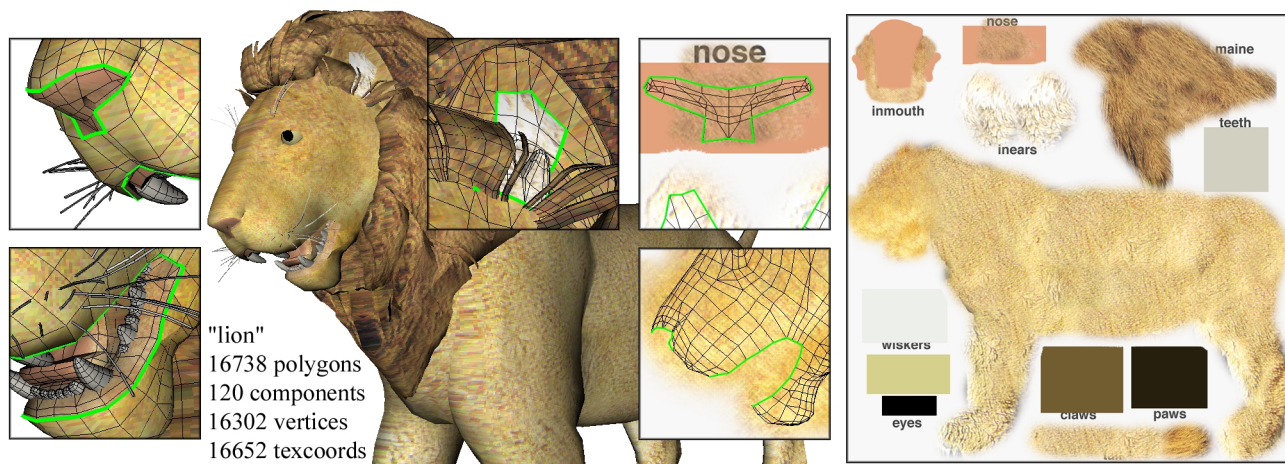 nose
"lion"
16738 polygons
120 components
16302 vertices
16652 texcoords
nose
maine
inmouth
inears
teeth
wiskers
eyes
claws
paws
tail